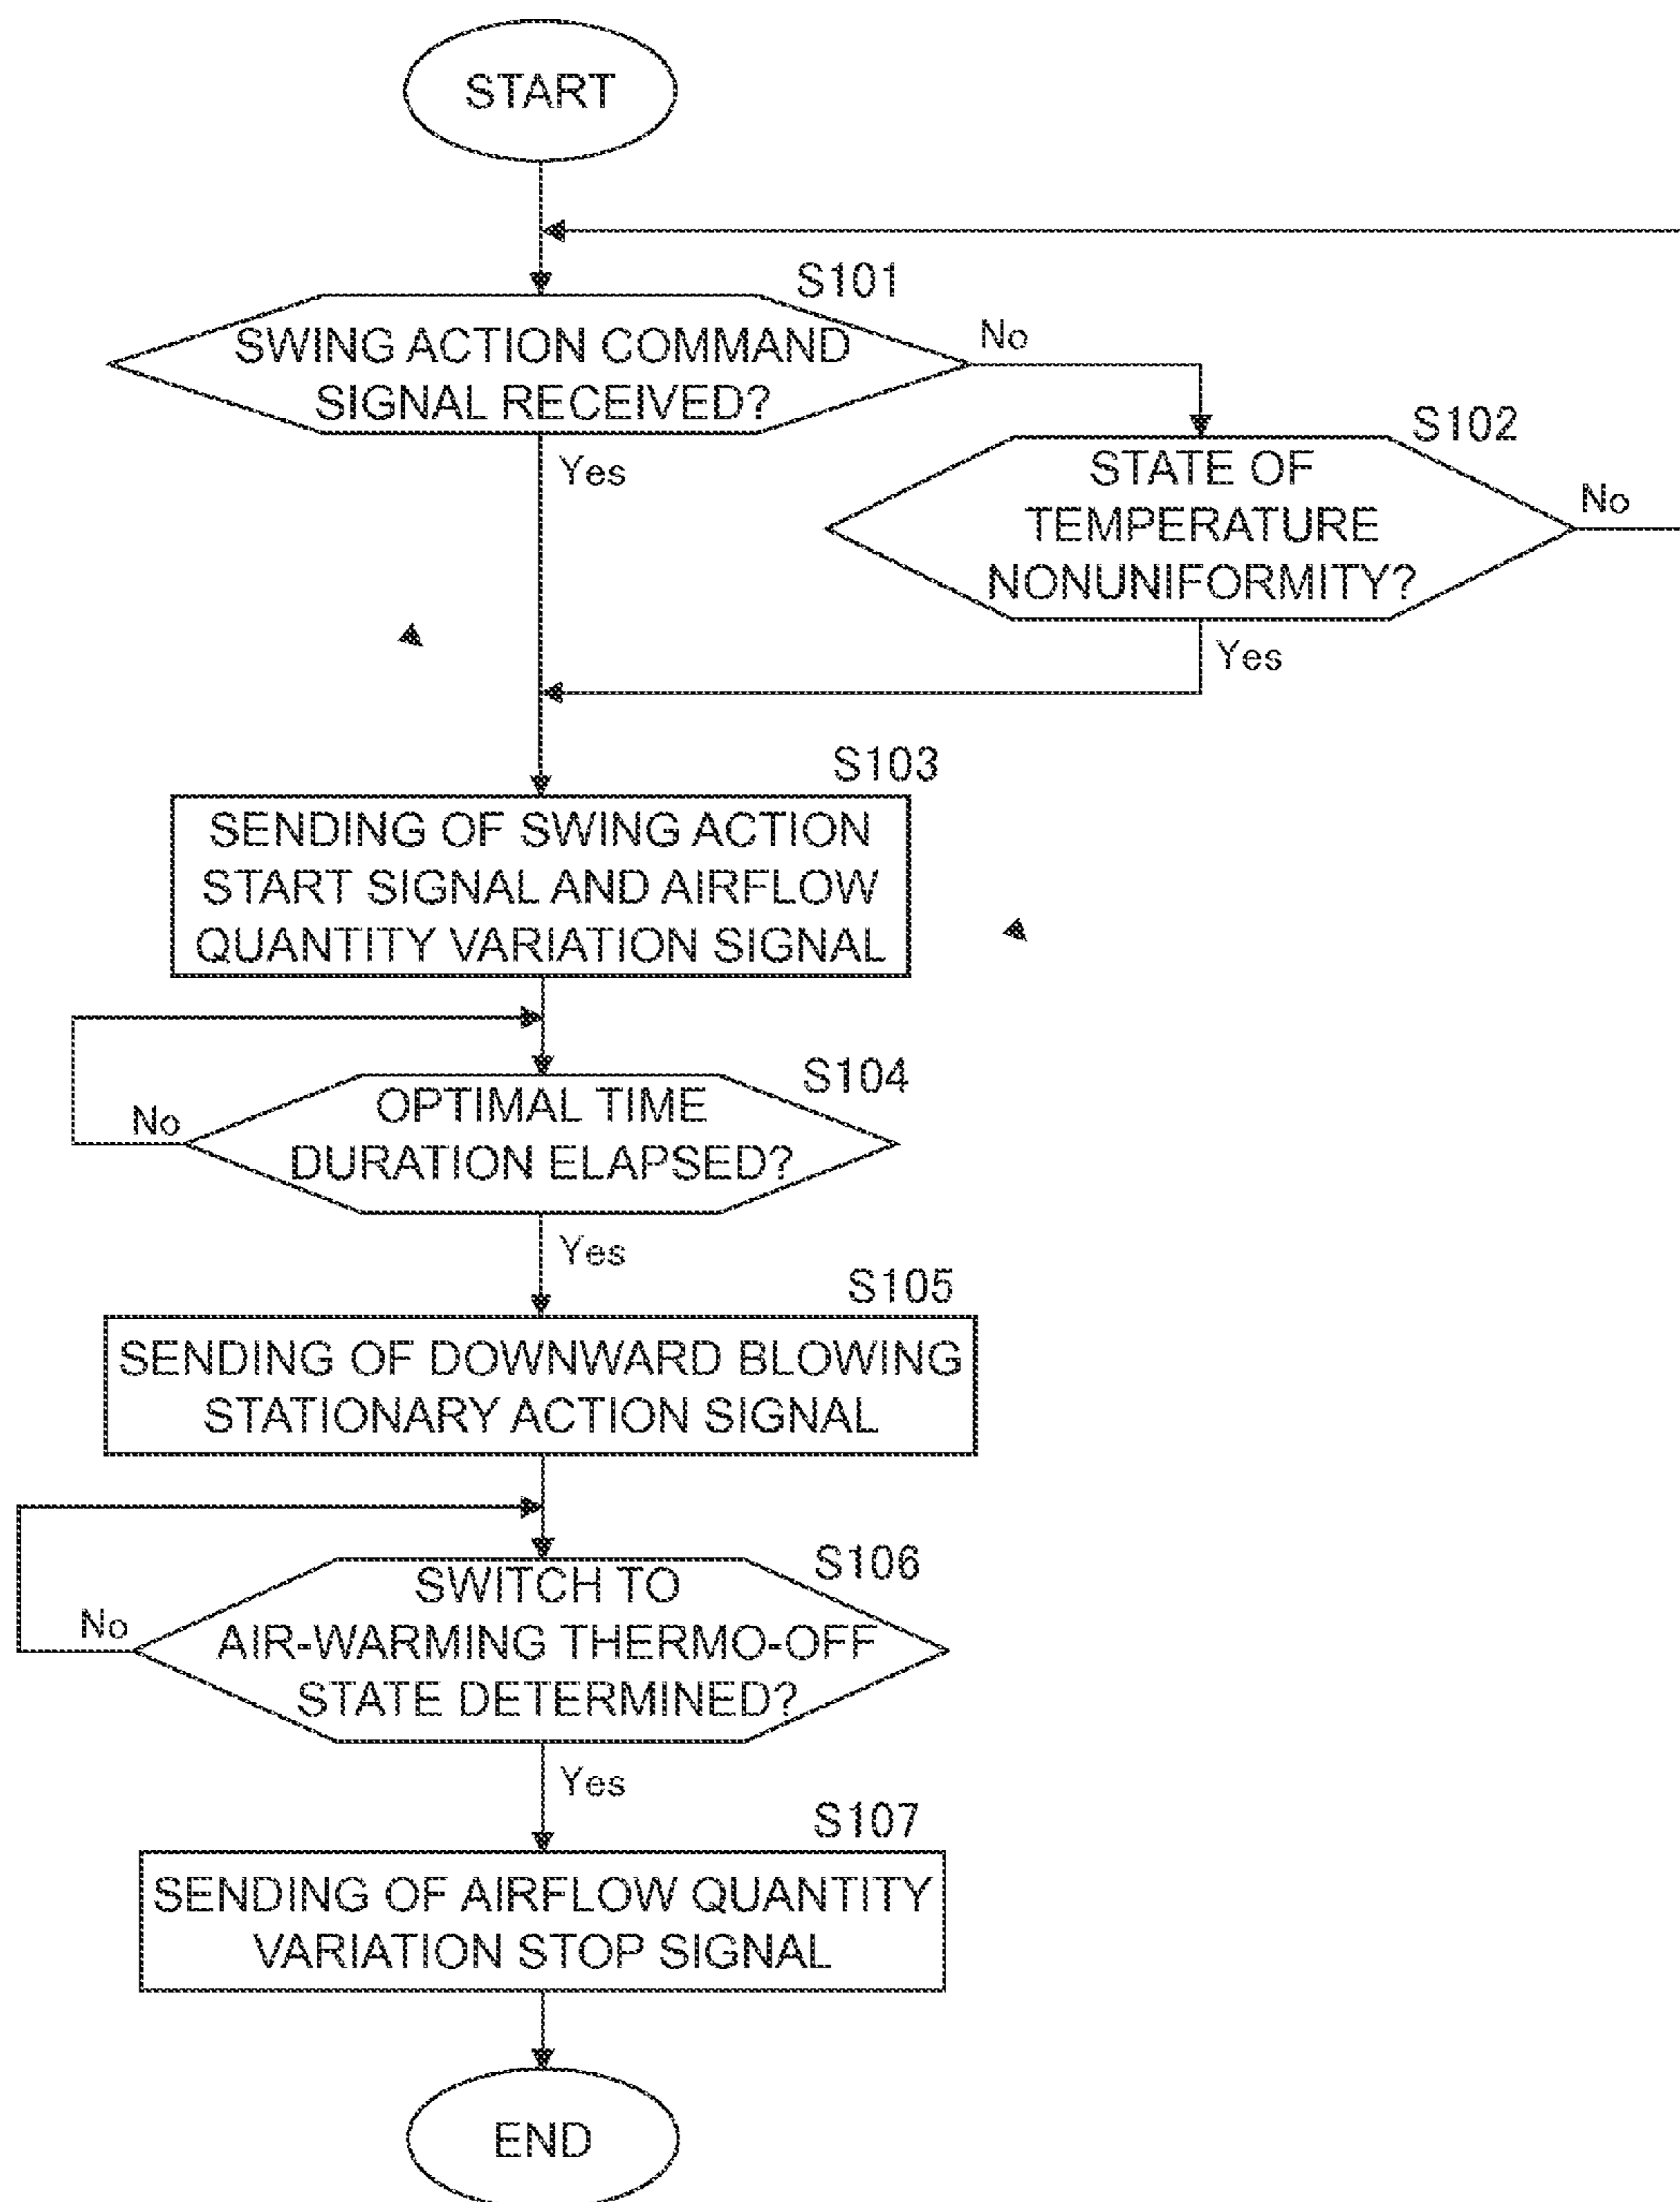 START
S101
SWING ACTION COMMAND
SIGNAL RECEIVED?
No
Yes
S102
STATE OF
TEMPERATURE
NONUNIFORMITY?
No
Yes
S103
SENDING OF SWING ACTION
START SIGNAL AND AIRFLOW
QUANTITY VARIATION SIGNAL
S104
OPTIMAL TIME
DURATION ELAPSED?
No
Yes
S105
SENDING OF DOWNWARD BLOWING
STATIONARY ACTION SIGNAL
S106
SWITCH TO
AIR-WARMING THERMO-OFF
STATE DETERMINED?
No
Yes
S107
SENDING OF AIRFLOW QUANTITY
VARIATION STOP SIGNAL
END